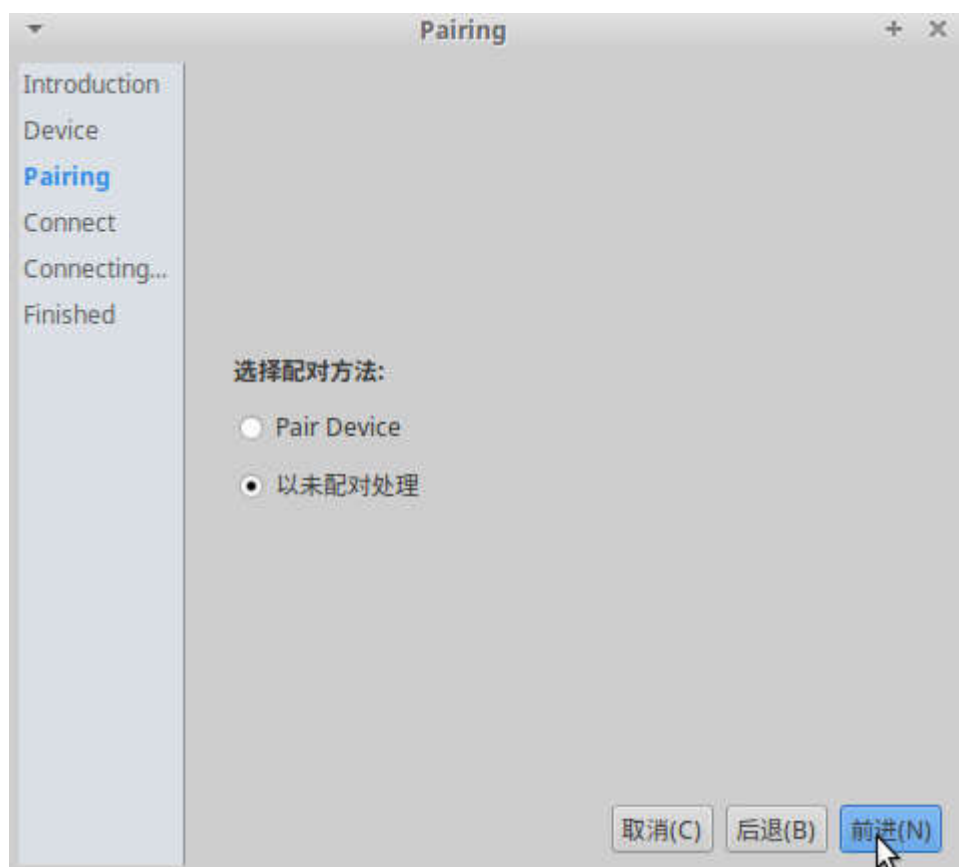 Pairing
Introduction
Device
Pairing
Connect
Connecting...
Finished
选择配对方法:
Pair Device
以未配对处理
取消(C) 后退(B) 前进(N)